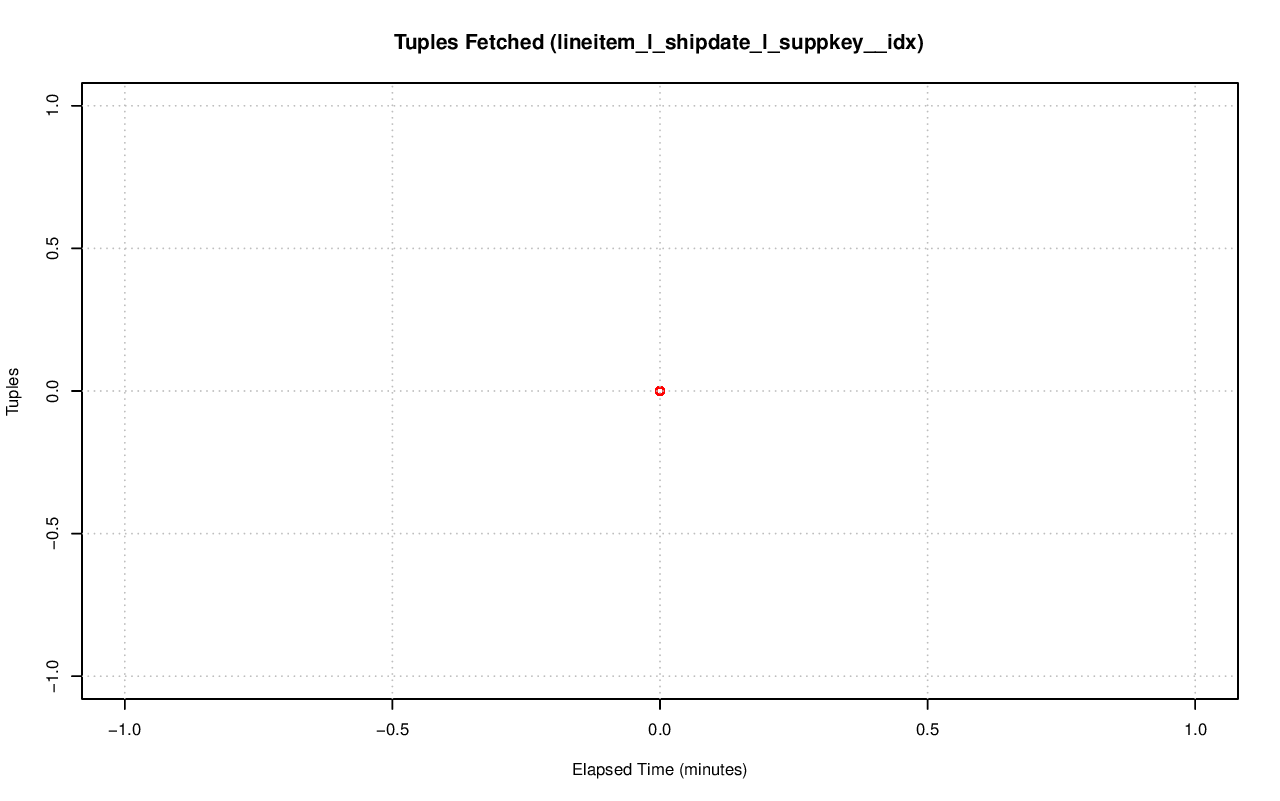 Tuples Fetched (lineitem_l_shipdate_l_suppkey__idx)
1.0
0.5
0.0
−0.5
−1.0
Tuples
−1.0 −0.5 0.0 0.5 1.0
Elapsed Time (minutes)